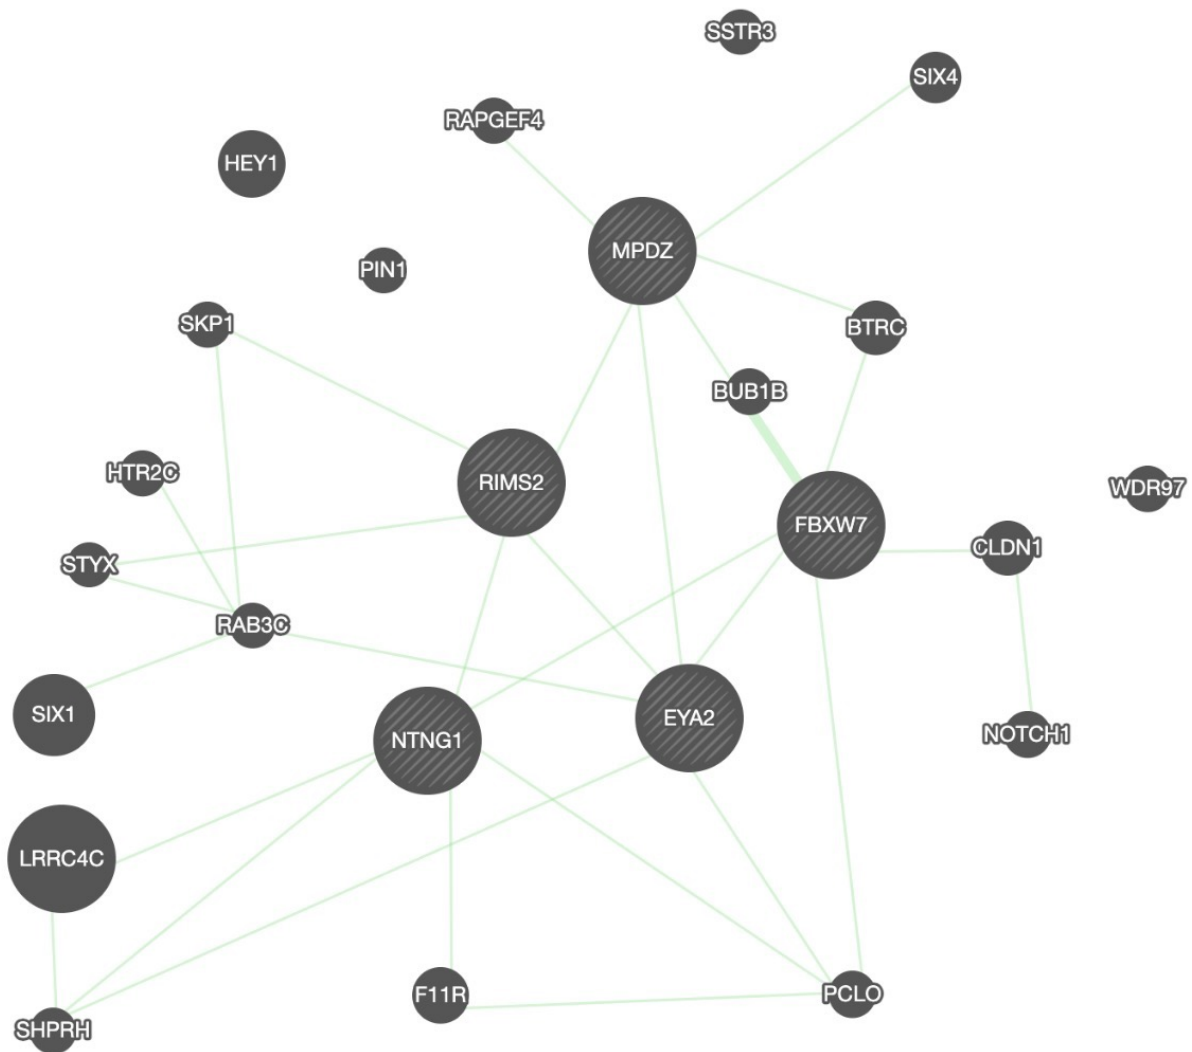 SSTR3
SIX4
RAPGEF4
HEY1
MPDZ
PIN1
SKP1
BTRC
BUB1B
HTR2C
RIMS2
WDR97
FBXW7
CLDN1
STYX
RAB3C
SIX1
EYA2
NOTCH1
NTNG1
LRRC4C
F11R
PCLO
SHPRH